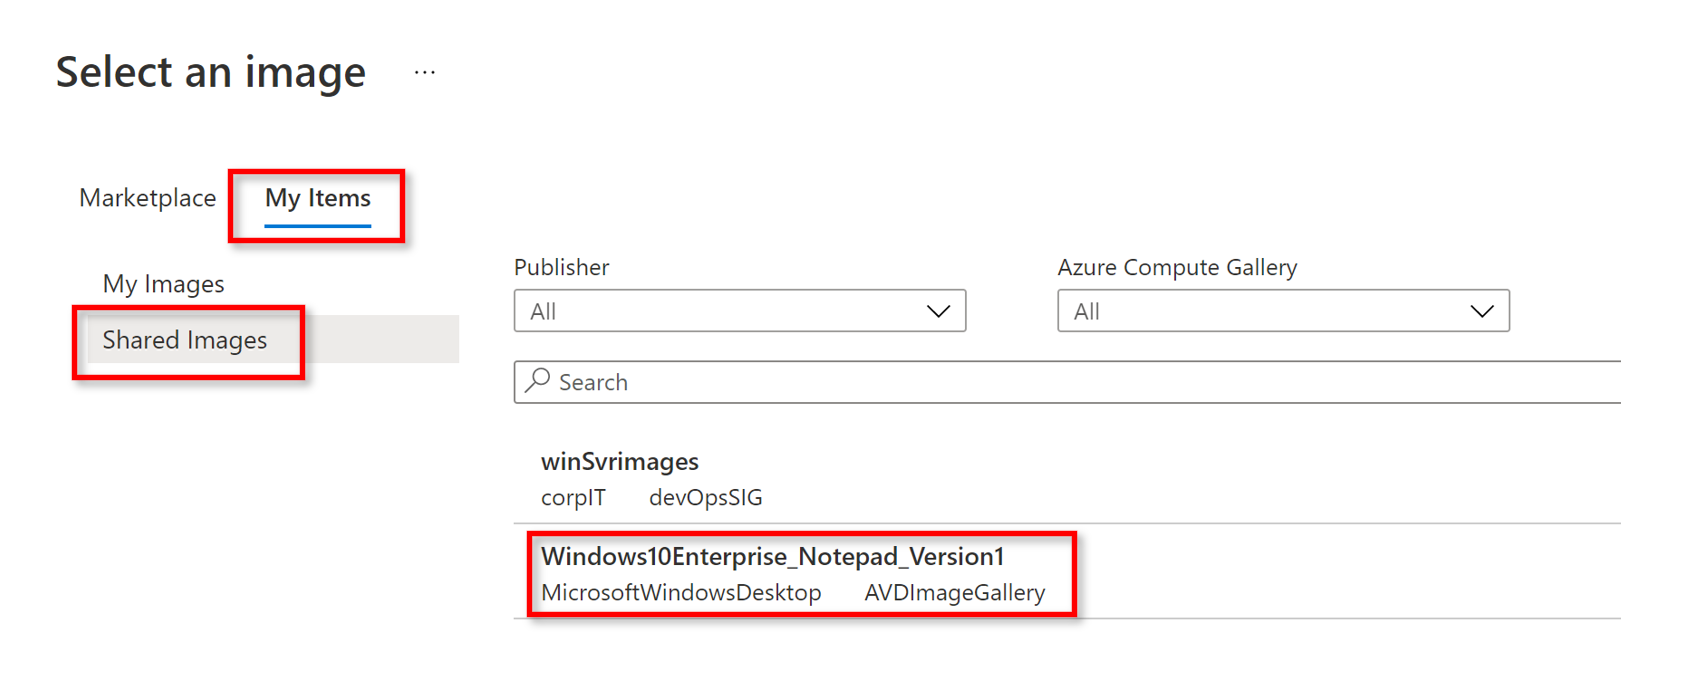 Select an image ...
Marketplace My Items
My Images
Shared Images
Publisher Azure Compute Gallery
All All
Search
winSvrimages
corpIT devOpsSIG
Windows10Enterprise_Notepad_Version1
MicrosoftWindowsDesktop AVDImageGallery